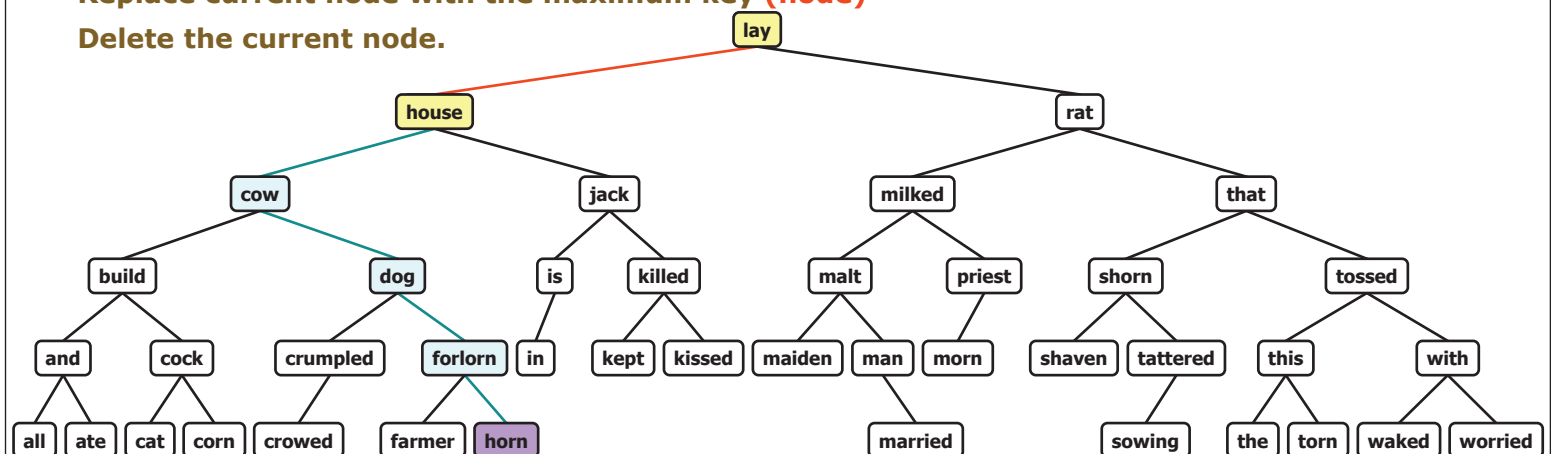 Replace current node with the maximum key (node)
Delete the current node.
lay
house rat
cow jack milked that
build dog is killed malt priest shorn tossed
and cock crumpled forlorn in kept kissed maiden man morn shaven tattered this with
all ate cat corn crowed farmer horn married sowing the torn waked worried